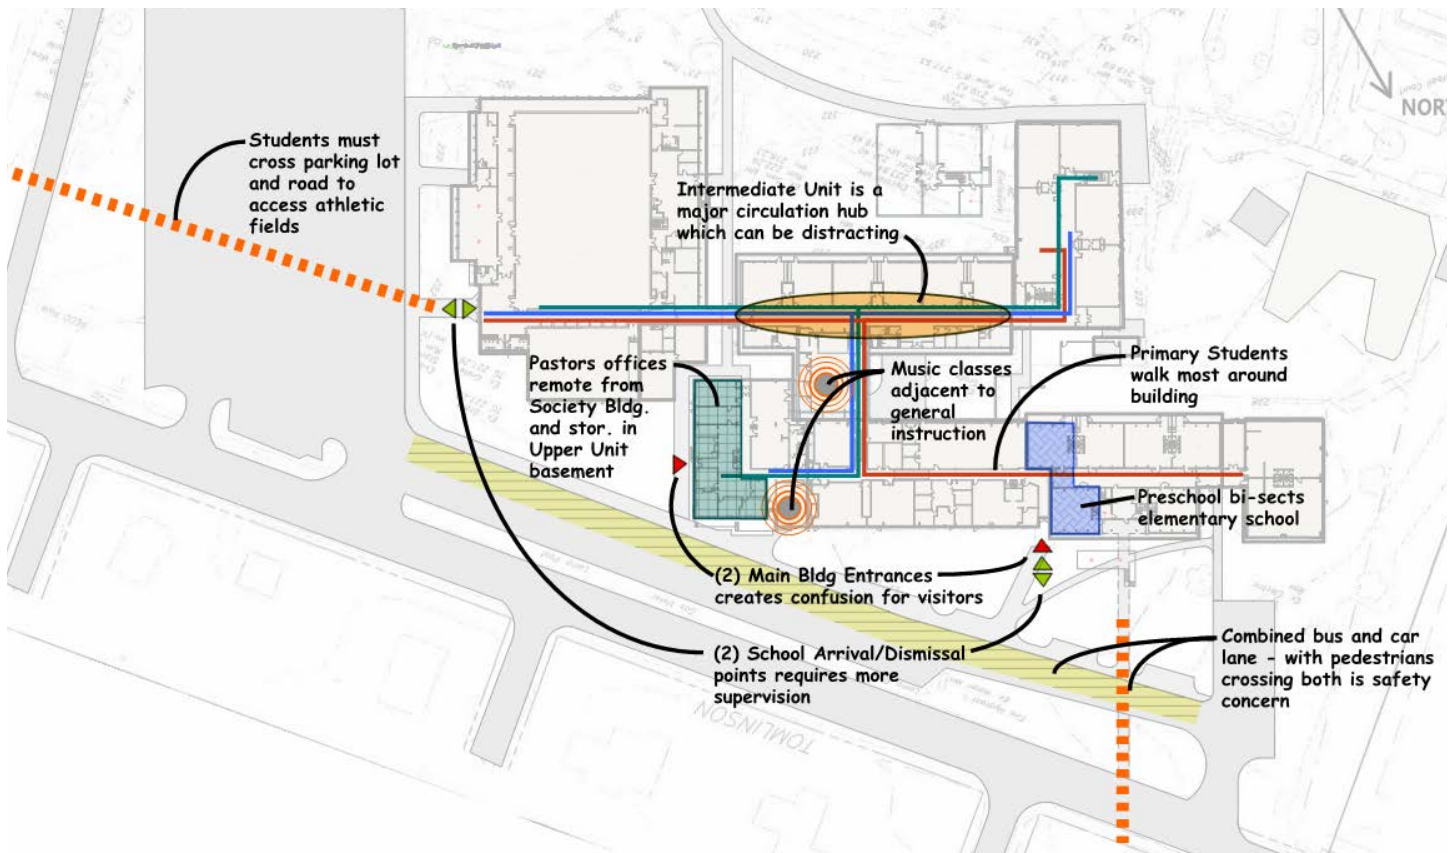 NOR
Students must
cross parking lot
and road to
access athletic
fields
Intermediate Unit is a
major circulation hub
which can be distracting
Pastors offices
remote from
Society Bldg.
and stor. in
Upper Unit
basement
Music classes
adjacent to
general
instruction
Primary Students
walk most around
building
Preschool bi-sects
elementary school
(2) Main Bldg Entrances
creates confusion for visitors
(2) School Arrival/Dismissal
points requires more
supervision
Combined bus and car
lane - with pedestrians
crossing both is safety
concern
TOMLINSON